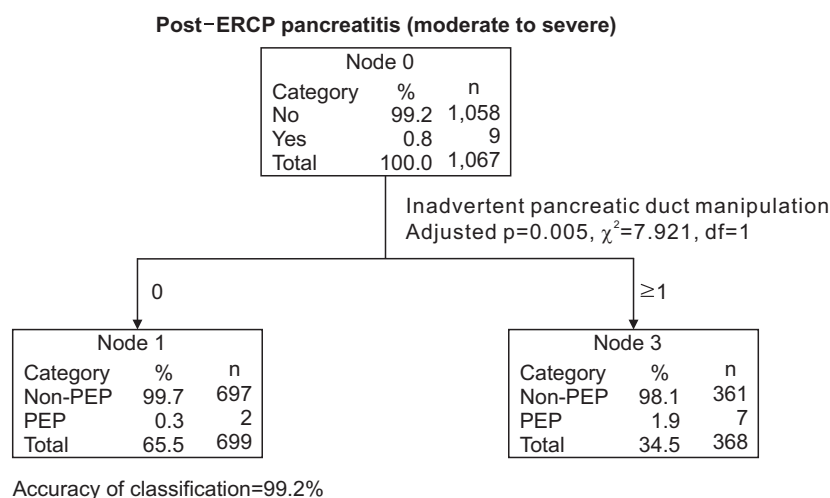 Post-ERCP pancreatitis (moderate to severe)
Node 0
Category % n
No 99.2 1,058
Yes 0.8 9
Total 100.0 1,067
Inadvertent pancreatic duct manipulation
Adjusted p=0.005, χ²=7.921, df=1
0
≥1
Node 1
Category % n
Non-PEP 99.7 697
PEP 0.3 2
Total 65.5 699
Node 3
Category % n
Non-PEP 98.1 361
PEP 1.9 7
Total 34.5 368
Accuracy of classification=99.2%